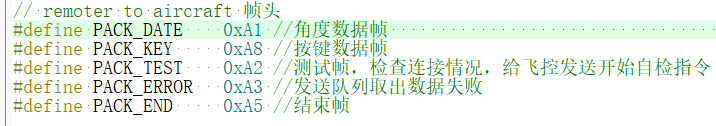 // remoter to aircraft 帧头
#define PACK_DATE 0xA1 //角度数据帧
#define PACK_KEY 0xA8 //按键数据帧
#define PACK_TEST 0xA2 //测试帧，检查连接情况，给飞控发送开始自检指令
#define PACK_ERROR 0xA3 //发送队列取出数据失败
#define PACK_END 0xA5 //结束帧